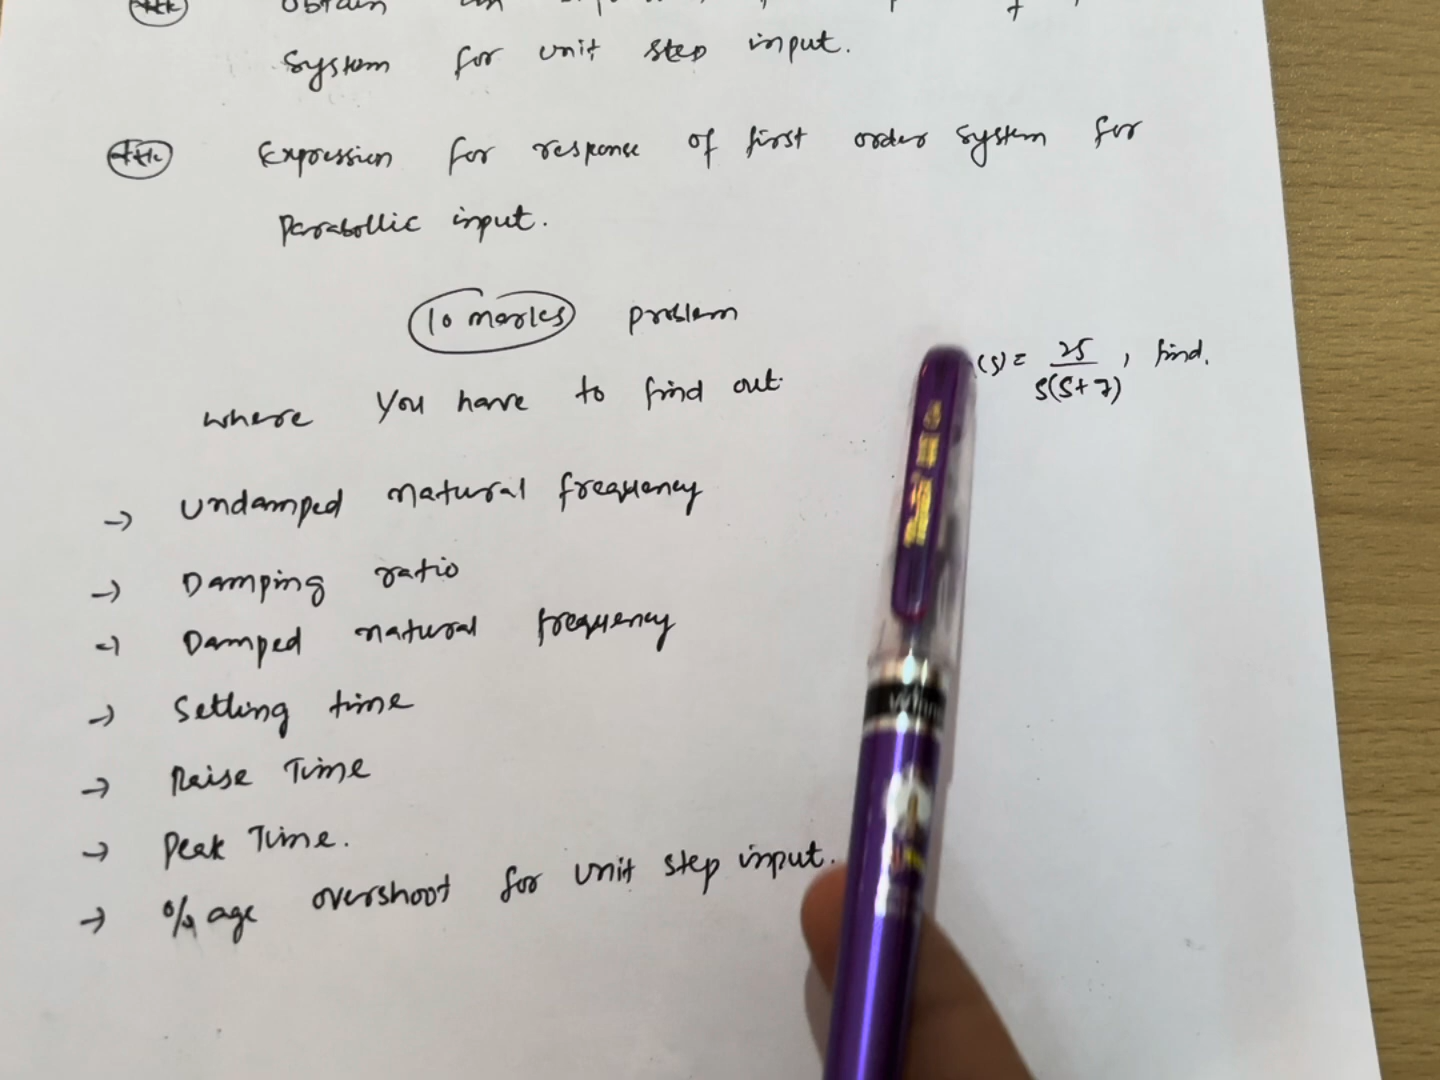 obtain an
system for unit step input.
Expression for response of first order system for
Parabollic input.
10 marks problem
(s) = 25 / s(s+7), find.
where You have to find out
→ Undamped natural frequency
→ Damping ratio
→ Damped natural frequency
→ Settling time
→ Raise Time
→ Peak Time.
→ % age overshoot for unit step input.